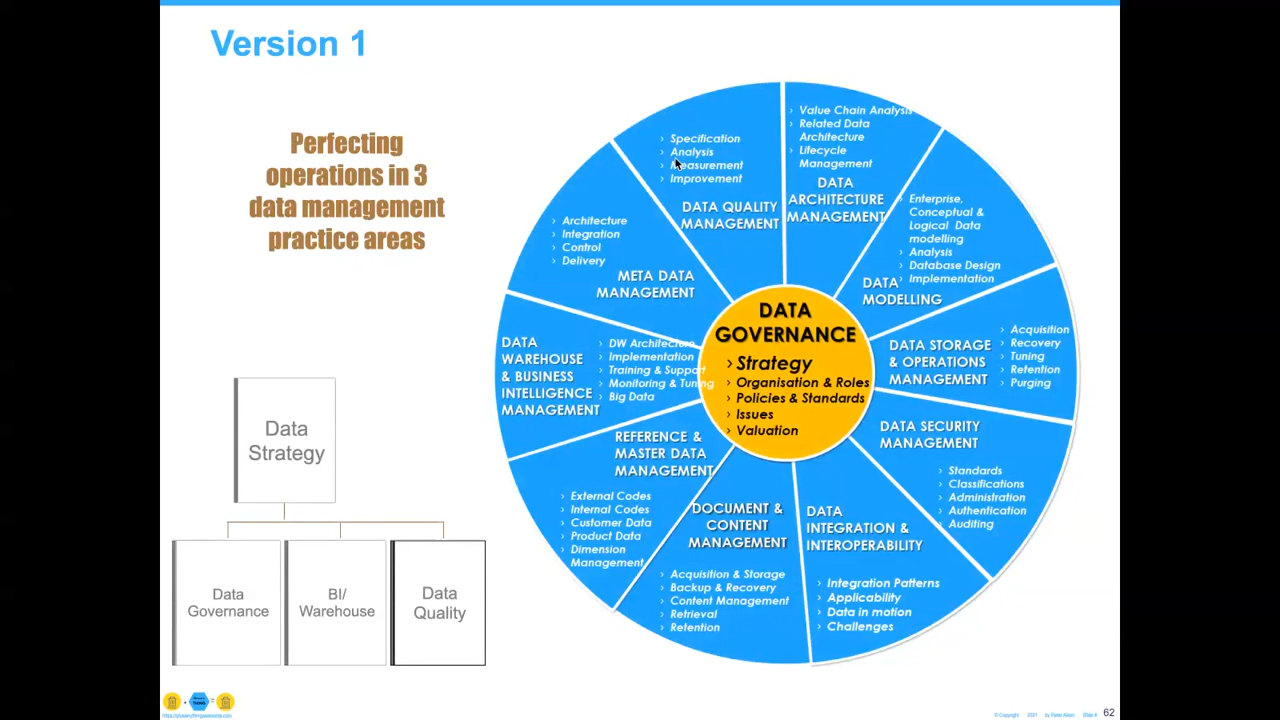 Version 1
Perfecting
operations in 3
data management
practice areas
Data
Strategy
Data
Governance
BI/
Warehouse
Data
Quality
› Value Chain Analysis
› Related Data
Architecture
› Lifecycle
Management
DATA
ARCHITECTURE
MANAGEMENT
› Enterprise,
Conceptual &
Logical Data
modelling
› Analysis
› Database Design
› Implementation
DATA
MODELLING
DATA STORAGE
& OPERATIONS
MANAGEMENT
› Acquisition
› Recovery
› Tuning
› Retention
› Purging
DATA SECURITY
MANAGEMENT
› Standards
› Classifications
› Administration
› Authentication
› Auditing
DATA
INTEGRATION &
INTEROPERABILITY
› Integration Patterns
› Applicability
› Data in motion
› Challenges
DOCUMENT &
CONTENT
MANAGEMENT
› Acquisition & Storage
› Backup & Recovery
› Content Management
› Retrieval
› Retention
REFERENCE &
MASTER DATA
MANAGEMENT
› External Codes
› Internal Codes
› Customer Data
› Product Data
› Dimension
Management
DATA
WAREHOUSE
& BUSINESS
INTELLIGENCE
MANAGEMENT
› DW Architecture
› Implementation
› Training & Support
› Monitoring & Tuning
› Big Data
› Architecture
› Integration
› Control
› Delivery
META DATA
MANAGEMENT
› Specification
› Analysis
› Measurement
› Improvement
DATA QUALITY
MANAGEMENT
DATA
GOVERNANCE
› Strategy
› Organisation & Roles
› Policies & Standards
› Issues
› Valuation
© Copyright 2021 by Peter Aiken Slide #
62